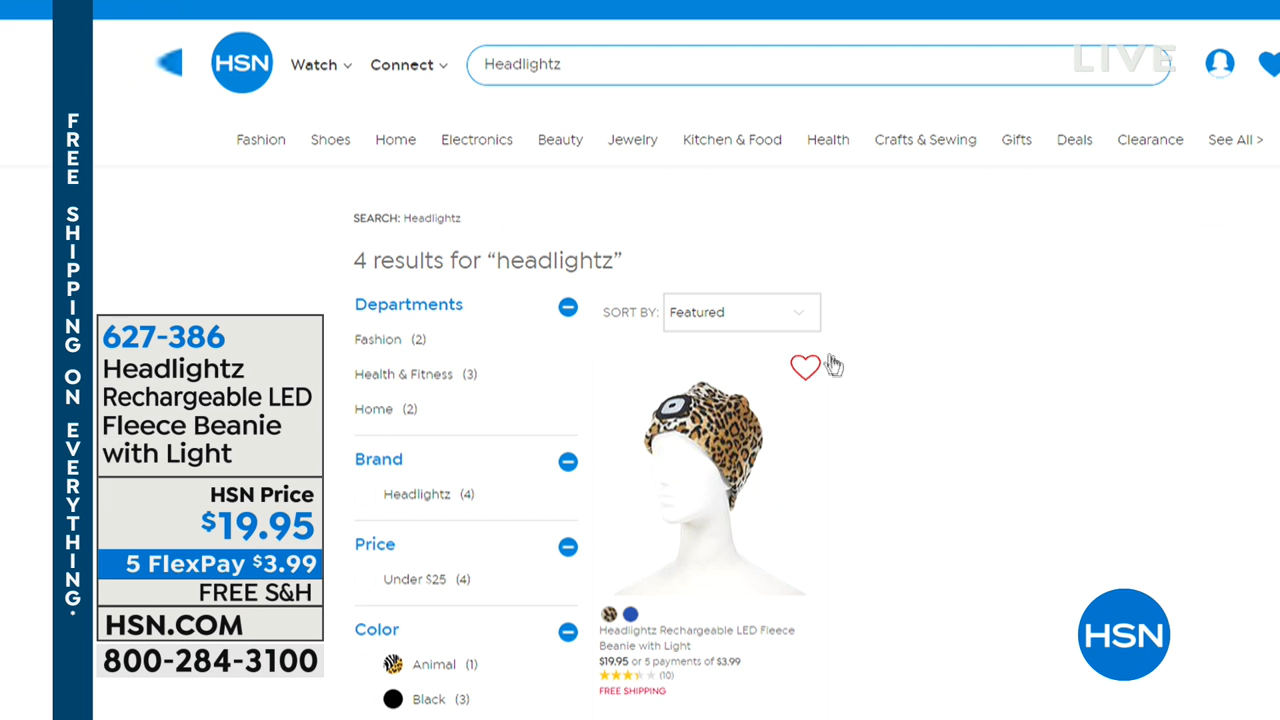 FREE SHIPPING ON EVERYTHING.
HSN
Watch
Connect
Headlightz
LIVE
Fashion
Shoes
Home
Electronics
Beauty
Jewelry
Kitchen & Food
Health
Crafts & Sewing
Gifts
Deals
Clearance
See All >
SEARCH: Headlightz
4 results for “headlightz”
Departments
Fashion (2)
Health & Fitness (3)
Home (2)
Brand
Headlightz (4)
Price
Under $25 (4)
Color
Animal (1)
Black (3)
SORT BY: Featured
Headlightz Rechargeable LED Fleece
Beanie with Light
$19.95 or 5 payments of $3.99
(10)
FREE SHIPPING
627-386
Headlightz
Rechargeable LED
Fleece Beanie
with Light
HSN Price
$19.95
5 FlexPay $3.99
FREE S&H
HSN.COM
800-284-3100
HSN